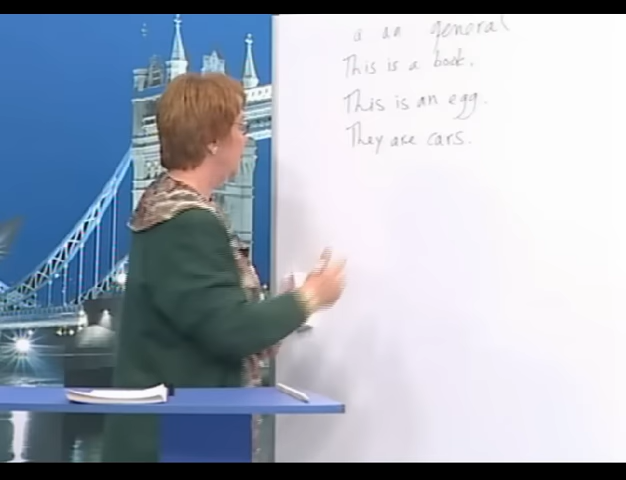 a an general
This is a book.
This is an egg.
They are cars.